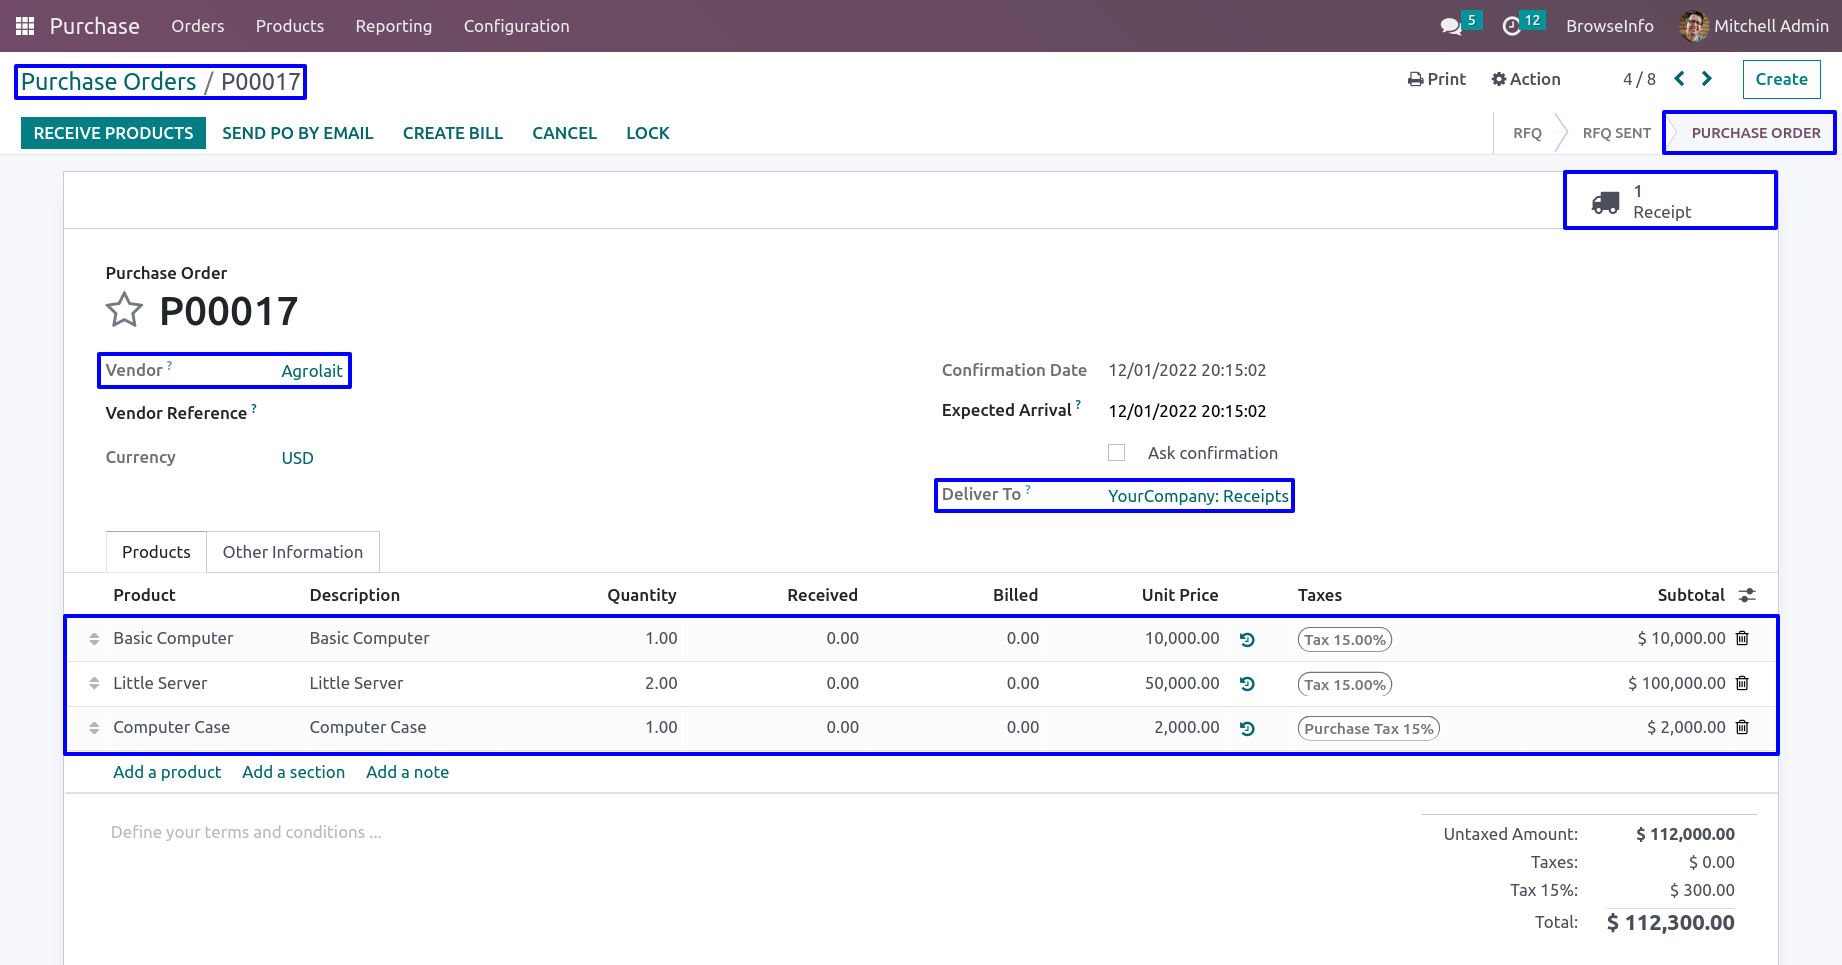 Purchase Orders Products Reporting Configuration 5 12 BrowseInfo Mitchell Admin
Purchase Orders / P00017 Print Action 4 / 8 Create
RECEIVE PRODUCTS SEND PO BY EMAIL CREATE BILL CANCEL LOCK RFQ RFQ SENT PURCHASE ORDER
1
Receipt
Purchase Order
P00017
Vendor ? Agrolait Confirmation Date 12/01/2022 20:15:02
Vendor Reference ? Expected Arrival ? 12/01/2022 20:15:02
Currency USD Ask confirmation
Deliver To ? YourCompany: Receipts
Products Other Information
Product Description Quantity Received Billed Unit Price Taxes Subtotal
Basic Computer Basic Computer 1.00 0.00 0.00 10,000.00 Tax 15.00% $ 10,000.00
Little Server Little Server 2.00 0.00 0.00 50,000.00 Tax 15.00% $ 100,000.00
Computer Case Computer Case 1.00 0.00 0.00 2,000.00 Purchase Tax 15% $ 2,000.00
Add a product Add a section Add a note
Define your terms and conditions ...
Untaxed Amount: $ 112,000.00
Taxes: $ 0.00
Tax 15%: $ 300.00
Total: $ 112,300.00